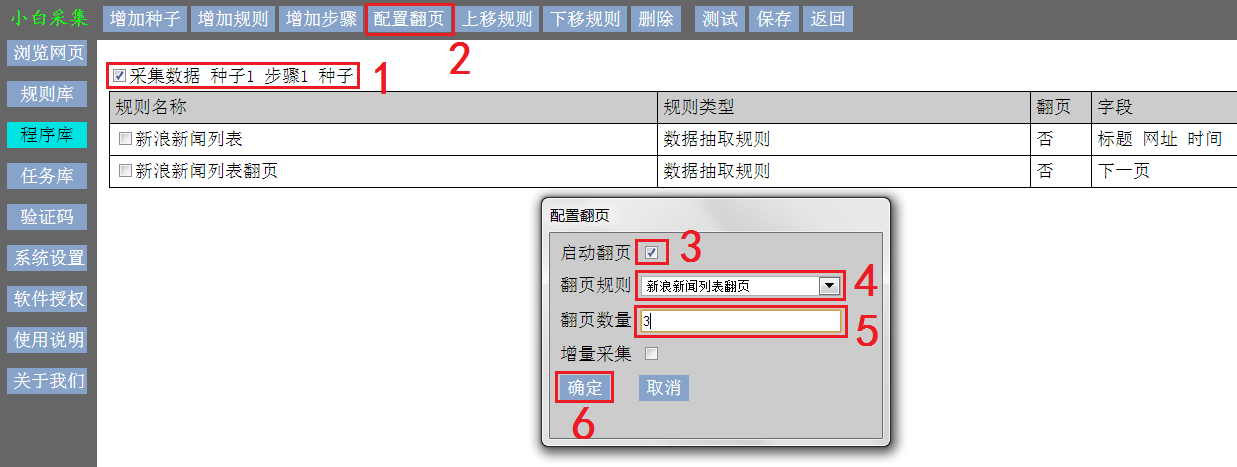 小白采集 增加种子 增加规则 增加步骤 配置翻页 上移规则 下移规则 删除 测试 保存 返回
浏览网页
规则库
程序库
任务库
验证码
系统设置
软件授权
使用说明
关于我们
2
采集数据 种子1 步骤1 种子 1
规则名称 规则类型 翻页 字段
新浪新闻列表 数据抽取规则 否 标题 网址 时间
新浪新闻列表翻页 数据抽取规则 否 下一页
配置翻页
启动翻页 3
翻页规则 新浪新闻列表翻页 4
翻页数量 3 5
增量采集
确定 取消
6